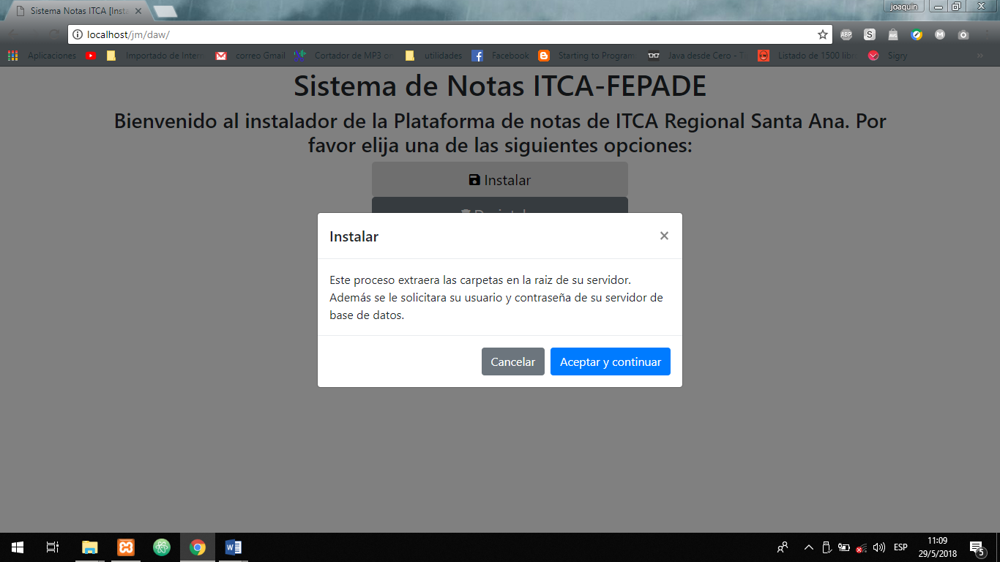 Sistema Notas ITCA [Insta
joaquin
localhost/jm/daw/
ABP
S
M
Aplicaciones
Importado de Intern
correo Gmail
Cortador de MP3 on
utilidades
Facebook
Starting to Program
Java desde Cero - T
Listado de 1500 libr
Sigry
Sistema de Notas ITCA-FEPADE
Bienvenido al instalador de la Plataforma de notas de ITCA Regional Santa Ana. Por
favor elija una de las siguientes opciones:
Instalar
Instalar
Este proceso extraera las carpetas en la raiz de su servidor.
Además se le solicitara su usuario y contraseña de su servidor de
base de datos.
Cancelar
Aceptar y continuar
ESP
11:09
29/5/2018
5